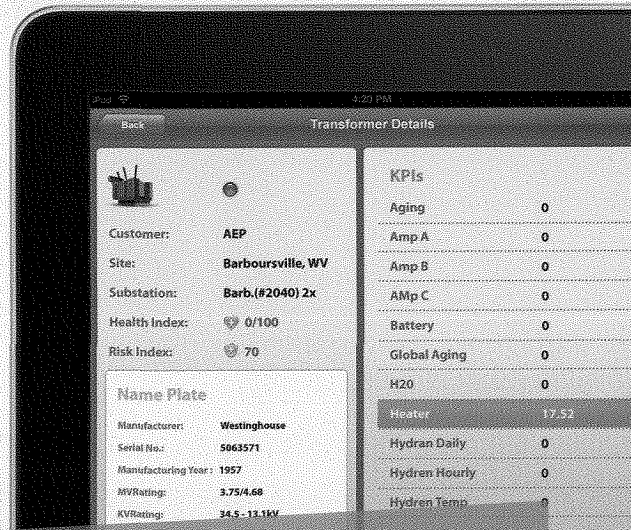 iPod 4:20 PM
Back Transformer Details
Customer: AEP
Site: Barboursville, WV
Substation: Barb.(#2040) 2x
Health Index: 0/100
Risk Index: 70
Name Plate
Manufacturer: Westinghouse
Serial No.: 5063571
Manufacturing Year: 1957
MVRating: 3.75/4.68
KVRating: 34.5 - 13.1kV
KPIs
Aging 0
Amp A 0
Amp B 0
AMp C 0
Battery 0
Global Aging 0
H20 0
Heater 17.52
Hydran Daily 0
Hydren Hourly 0
Hydren Temp 0